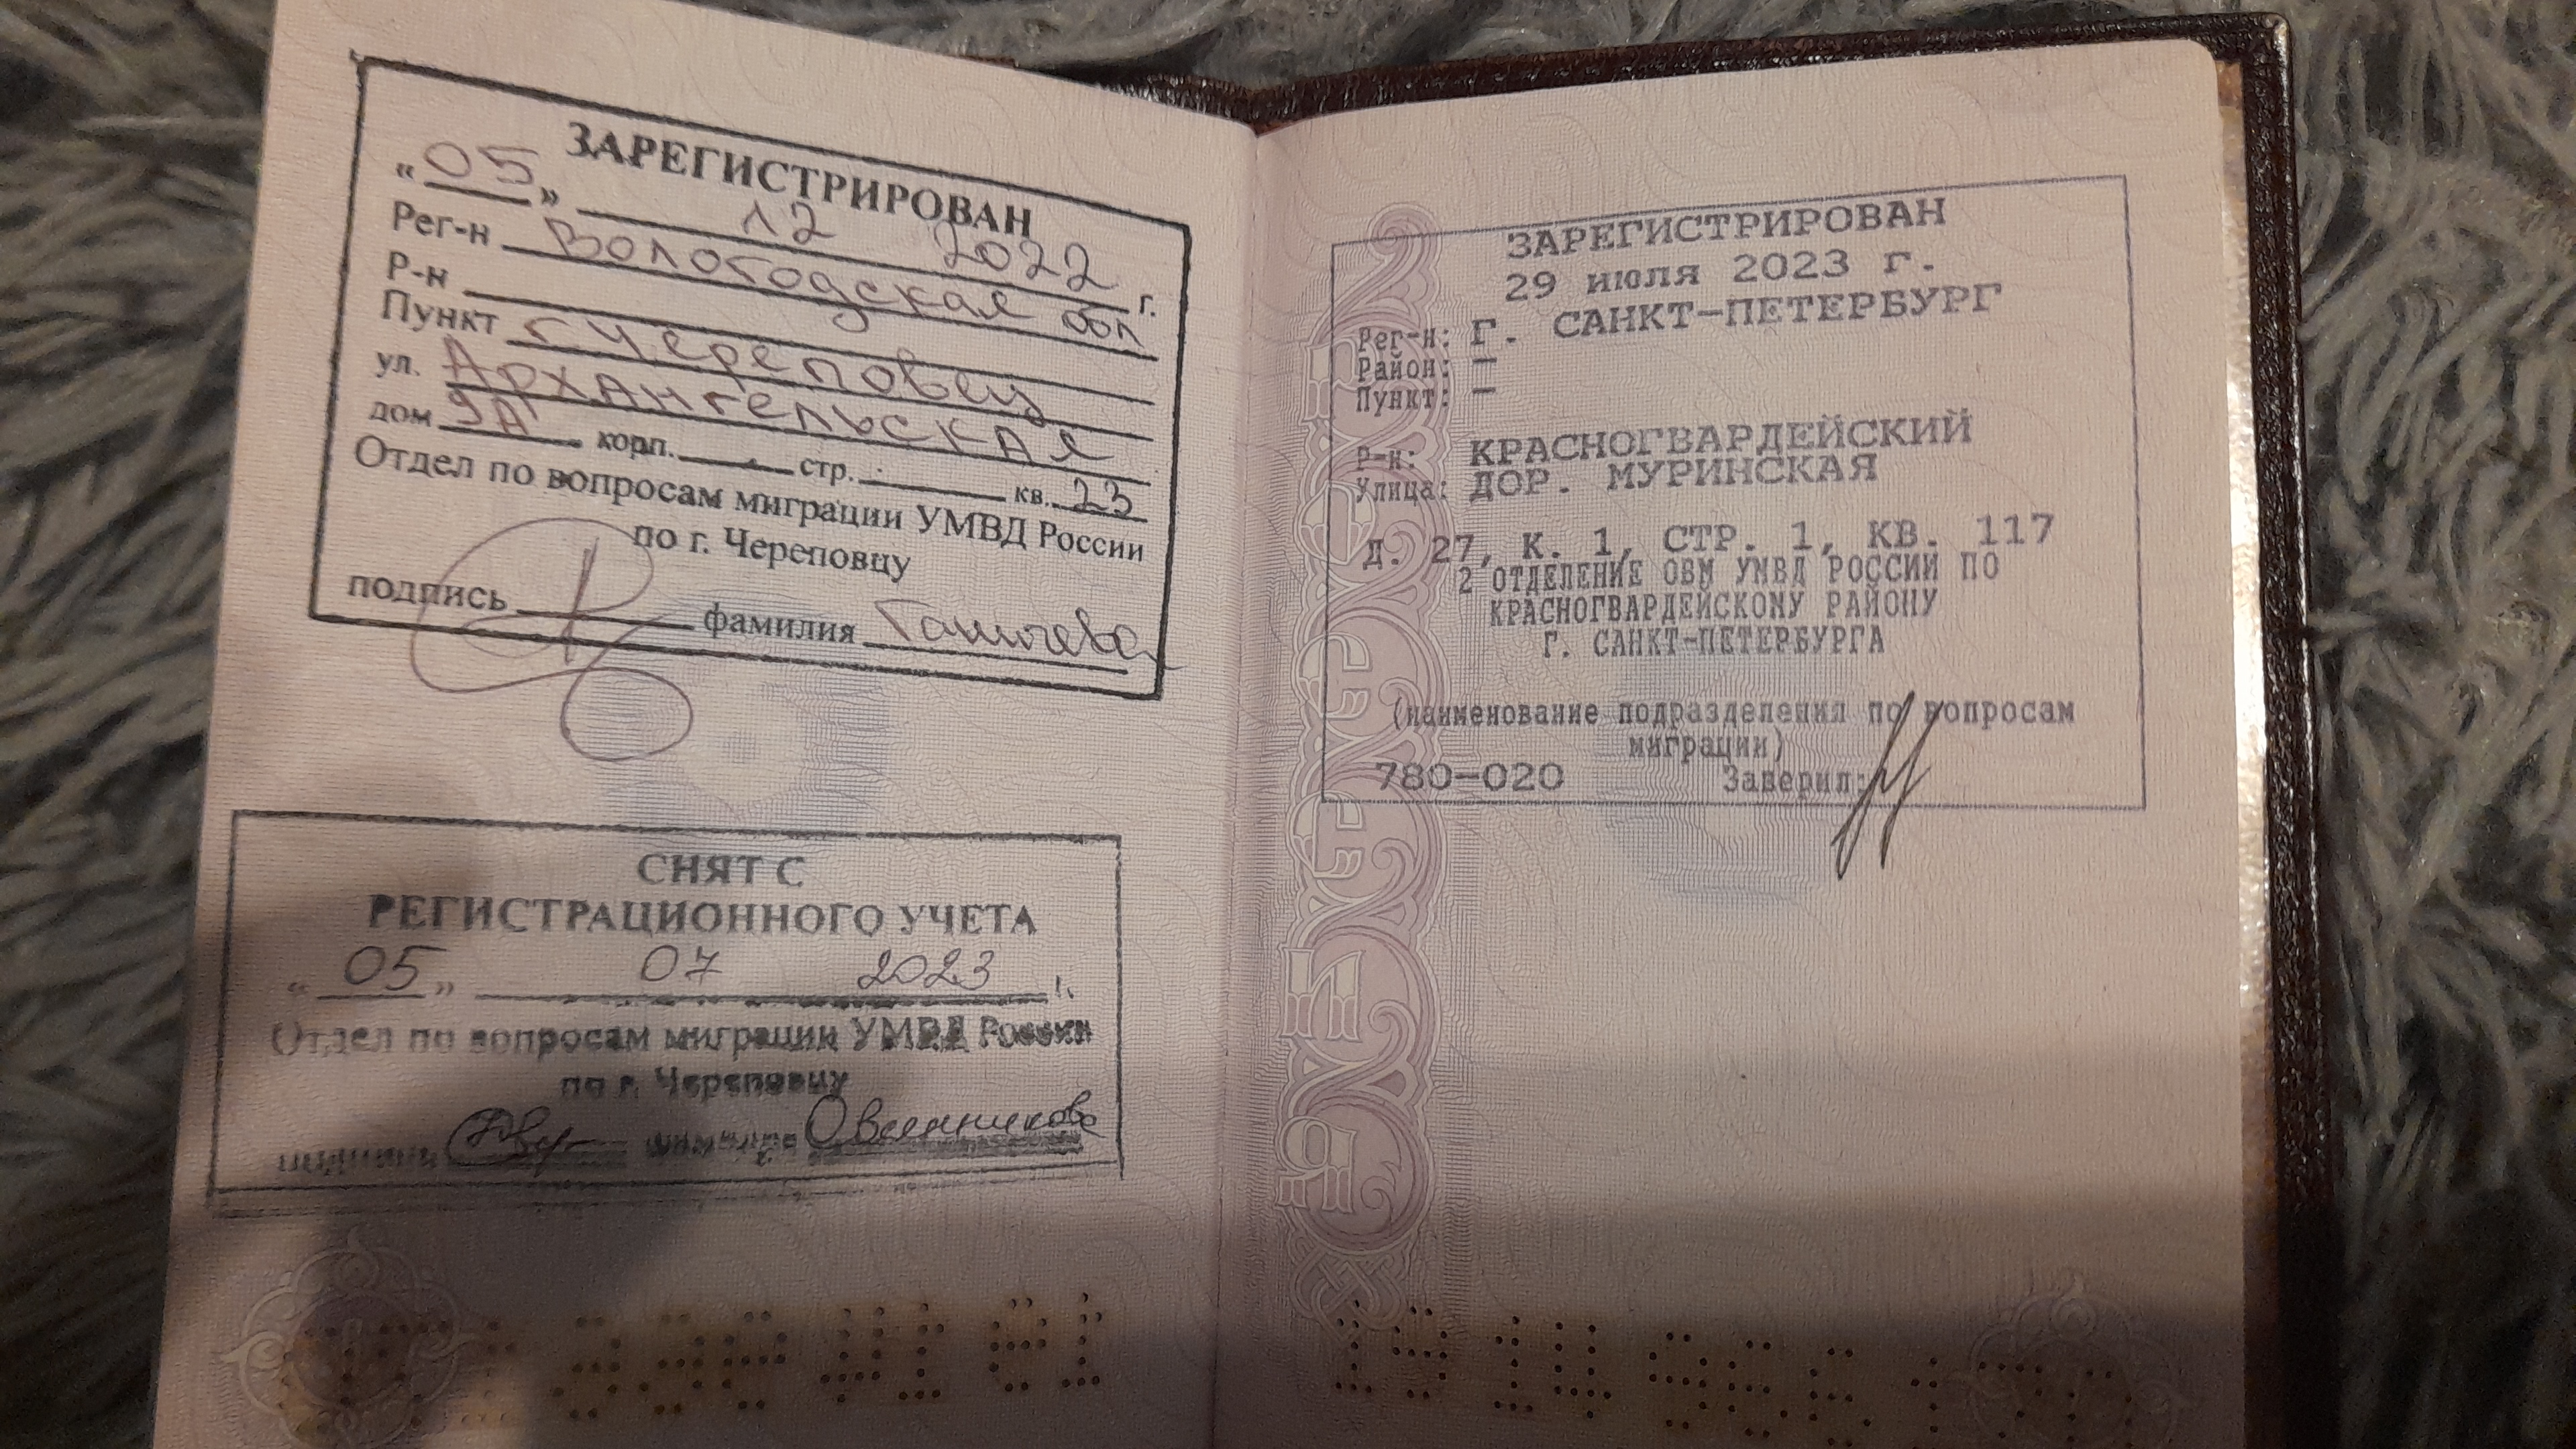 ЗАРЕГИСТРИРОВАН
« 05 » 12 2022 г.
Рег-н Вологодская обл
Р-н
Пункт г Череповец
ул. Архангельская
дом 9А корп. стр. кв. 23
Отдел по вопросам миграции УМВД России
по г. Череповцу
подпись фамилия
СНЯТ С
РЕГИСТРАЦИОННОГО УЧЕТА
« 05 » 07 2023 г.
Отдел по вопросам миграции УМВД России
по г. Череповцу
Овсянникова
ЗАРЕГИСТРИРОВАН
29 июля 2023 г.
Рег-н: Г. САНКТ-ПЕТЕРБУРГ
Район: —
Пункт: —
Р-н: КРАСНОГВАРДЕЙСКИЙ
Улица: ДОР. МУРИНСКАЯ
Д. 27, К. 1, СТР. 1, КВ. 117
2 ОТДЕЛЕНИЕ ОВМ УМВД РОССИИ ПО
КРАСНОГВАРДЕЙСКОМУ РАЙОНУ
Г. САНКТ-ПЕТЕРБУРГА
(наименование подразделения по вопросам
миграции)
780-020 Заверил: